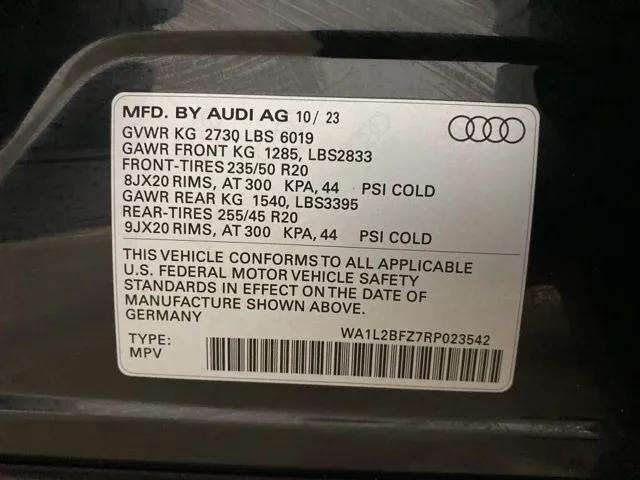 MFD. BY AUDI AG 10/ 23
GVWR KG 2730 LBS 6019
GAWR FRONT KG 1285, LBS2833
FRONT-TIRES 235/50 R20
8JX20 RIMS, AT 300 KPA, 44 PSI COLD
GAWR REAR KG 1540, LBS3395
REAR-TIRES 255/45 R20
9JX20 RIMS, AT 300 KPA, 44 PSI COLD
THIS VEHICLE CONFORMS TO ALL APPLICABLE
U.S. FEDERAL MOTOR VEHICLE SAFETY
STANDARDS IN EFFECT ON THE DATE OF
MANUFACTURE SHOWN ABOVE.
GERMANY
WA1L2BFZ7RP023542
TYPE:
MPV